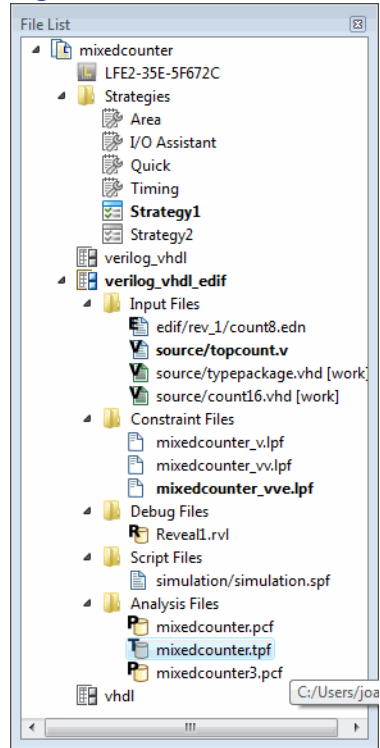 File List
mixedcounter
LFE2-35E-5F672C
Strategies
Area
I/O Assistant
Quick
Timing
Strategy1
Strategy2
verilog_vhdl
verilog_vhdl_edif
Input Files
edif/rev_1/count8.edn
source/topcount.v
source/typepackage.vhd [work]
source/count16.vhd [work]
Constraint Files
mixedcounter_v.lpf
mixedcounter_vv.lpf
mixedcounter_vve.lpf
Debug Files
Reveal1.rvl
Script Files
simulation/simulation.spf
Analysis Files
mixedcounter.pcf
mixedcounter.tpf
mixedcounter3.pcf
vhdl
C:/Users/joa